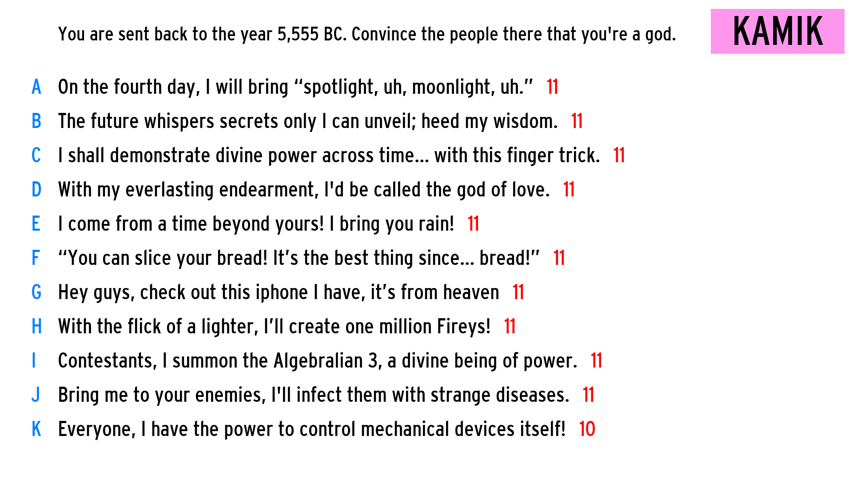 You are sent back to the year 5,555 BC. Convince the people there that you're a god.
KAMIK
A On the fourth day, I will bring “spotlight, uh, moonlight, uh.” 11
B The future whispers secrets only I can unveil; heed my wisdom. 11
C I shall demonstrate divine power across time... with this finger trick. 11
D With my everlasting endearment, I'd be called the god of love. 11
E I come from a time beyond yours! I bring you rain! 11
F “You can slice your bread! It’s the best thing since... bread!” 11
G Hey guys, check out this iphone I have, it’s from heaven 11
H With the flick of a lighter, I’ll create one million Fireys! 11
I Contestants, I summon the Algebralian 3, a divine being of power. 11
J Bring me to your enemies, I'll infect them with strange diseases. 11
K Everyone, I have the power to control mechanical devices itself! 10